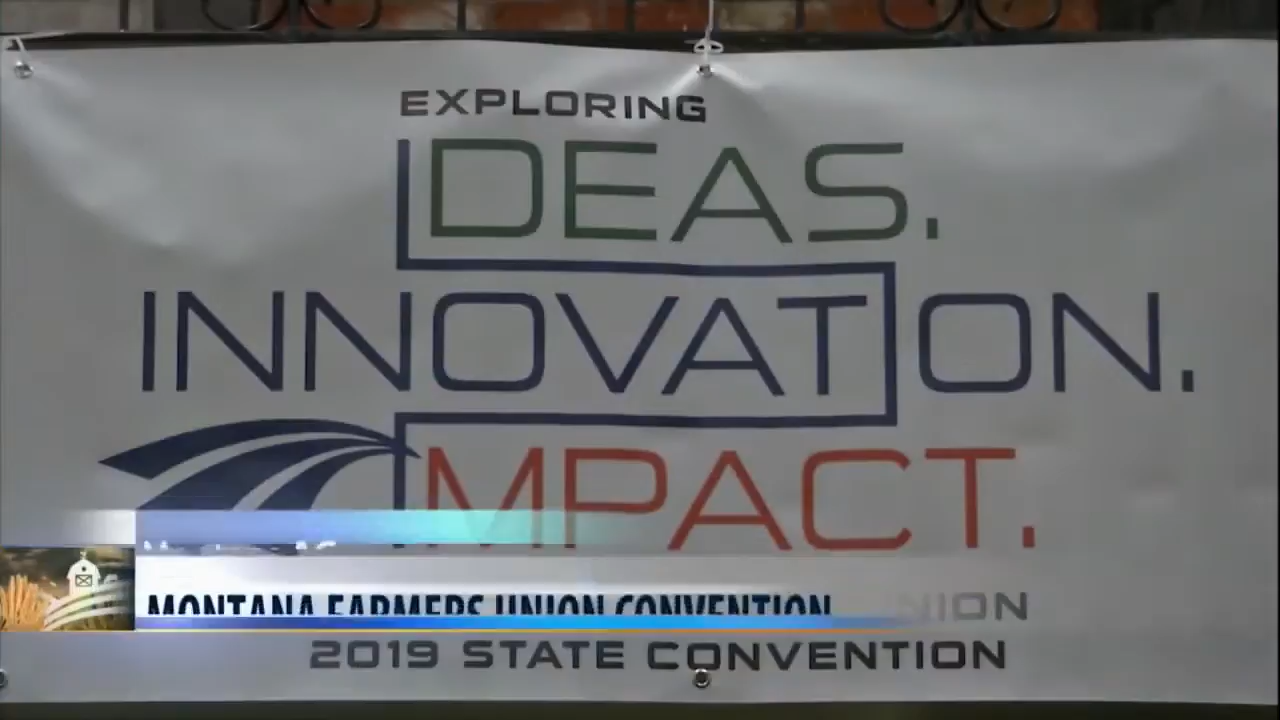 EXPLORING
IDEAS.
INNOVATION.
IMPACT.
MONTANA FARMERS UNION CONVENTION
2019 STATE CONVENTION